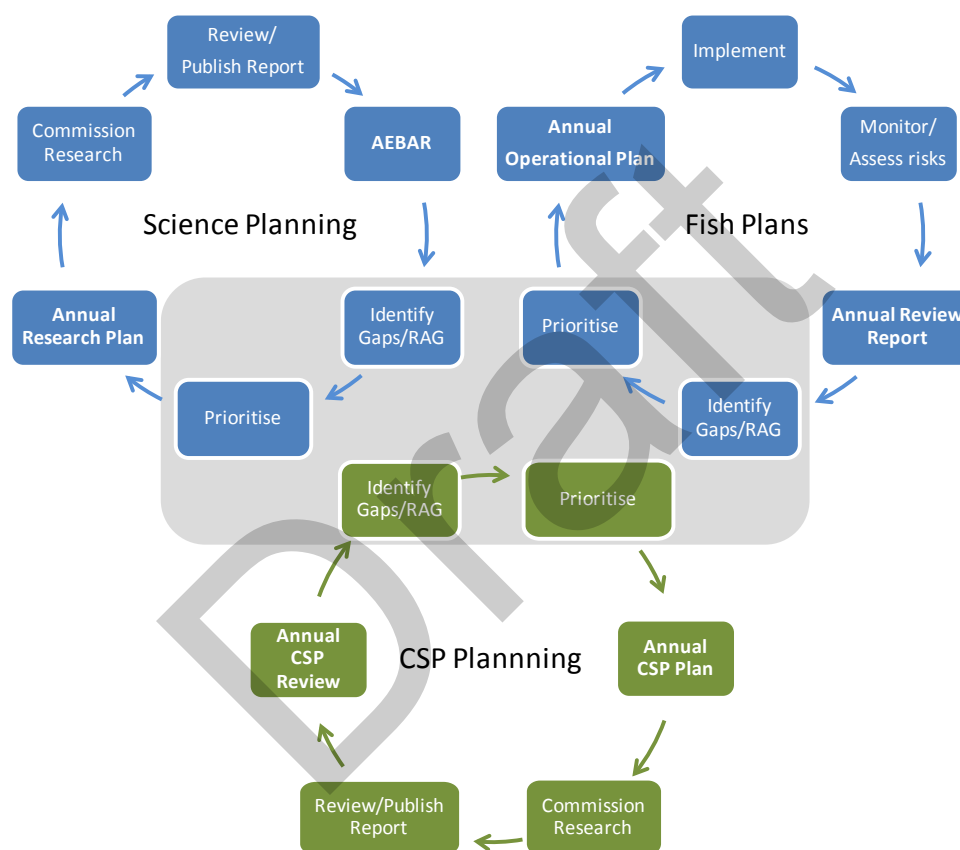 Review/
Publish Report
Commission
Research
AEBAR
Science Planning
Annual
Research Plan
Identify
Gaps/RAG
Prioritise
Implement
Annual
Operational Plan
Monitor/
Assess risks
Fish Plans
Prioritise
Annual Review
Report
Identify
Gaps/RAG
Identify
Gaps/RAG
Prioritise
Annual
CSP
Review
CSP Plannning
Annual
CSP Plan
Review/Publish
Report
Commission
Research
Draft